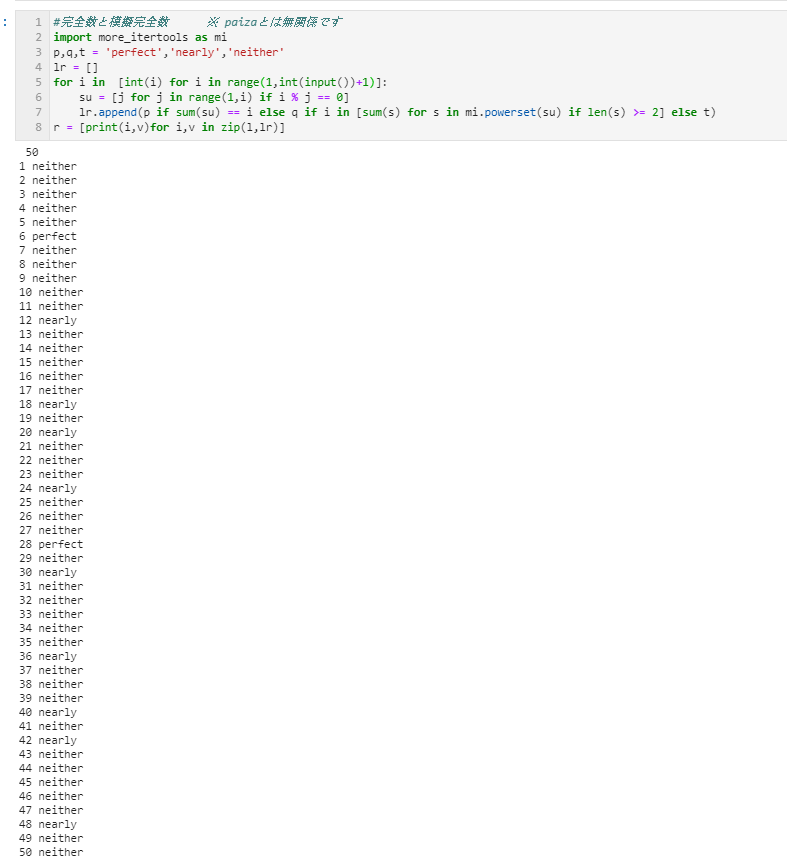 :
1 #完全数と模擬完全数 ※ paizaとは無関係です
2 import more_itertools as mi
3 p,q,t = 'perfect','nearly','neither'
4 lr = []
5 for i in [int(i) for i in range(1,int(input())+1)]:
6 su = [j for j in range(1,i) if i % j == 0]
7 lr.append(p if sum(su) == i else q if i in [sum(s) for s in mi.powerset(su) if len(s) >= 2] else t)
8 r = [print(i,v)for i,v in zip(l,lr)]
50
1 neither
2 neither
3 neither
4 neither
5 neither
6 perfect
7 neither
8 neither
9 neither
10 neither
11 neither
12 nearly
13 neither
14 neither
15 neither
16 neither
17 neither
18 nearly
19 neither
20 nearly
21 neither
22 neither
23 neither
24 nearly
25 neither
26 neither
27 neither
28 perfect
29 neither
30 nearly
31 neither
32 neither
33 neither
34 neither
35 neither
36 nearly
37 neither
38 neither
39 neither
40 nearly
41 neither
42 nearly
43 neither
44 neither
45 neither
46 neither
47 neither
48 nearly
49 neither
50 neither